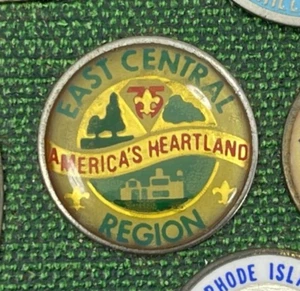 EAST CENTRAL
75
AMERICA'S HEARTLAND
REGION
RHODE ISL